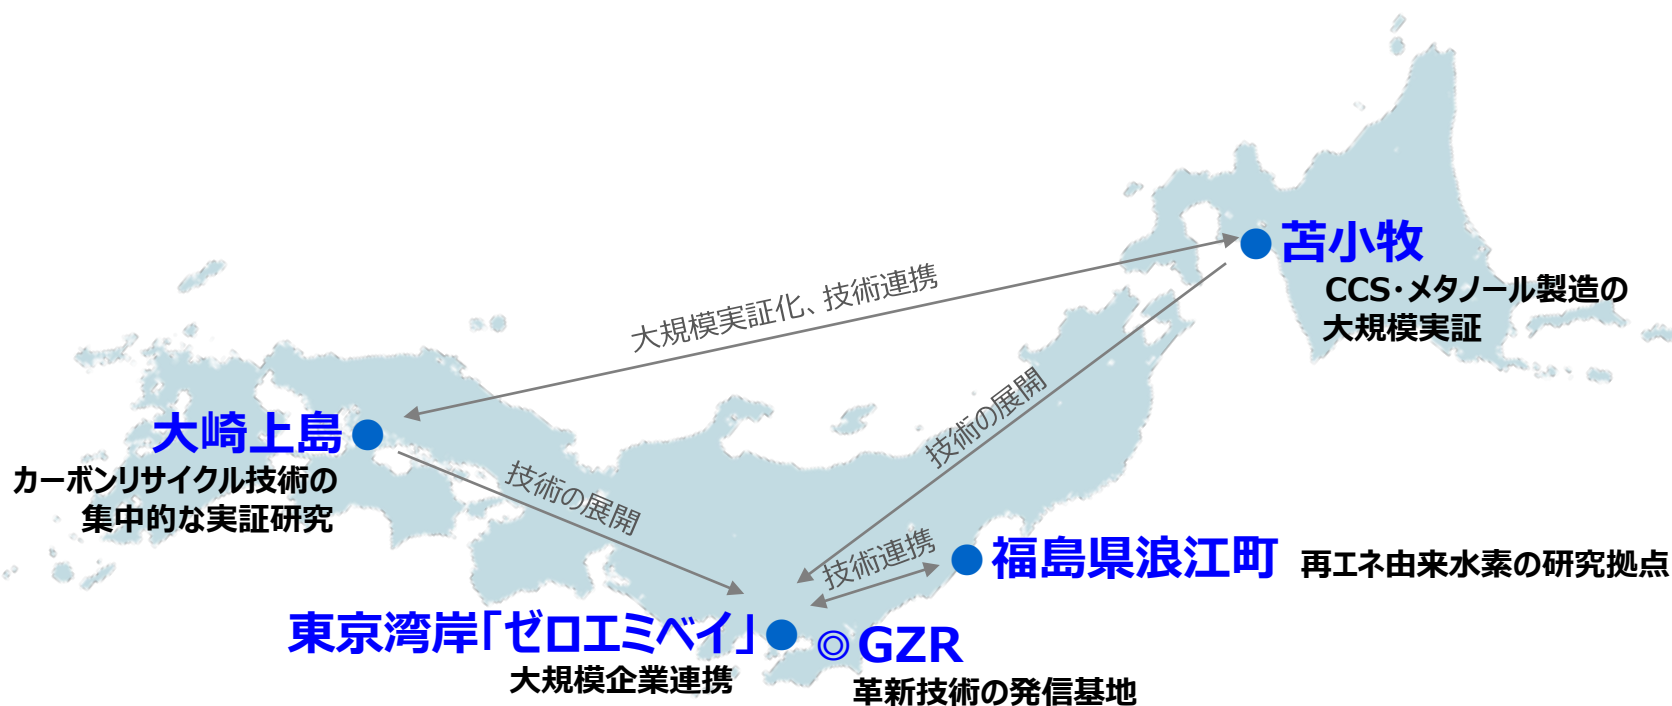 苫小牧
CCS・メタノール製造の
大規模実証
大規模実証化、技術連携
技術の展開
大崎上島
カーボンリサイクル技術の
集中的な実証研究
技術の展開
技術連携
福島県浪江町
再エネ由来水素の研究拠点
東京湾岸「ゼロエミベイ」
大規模企業連携
◎GZR
革新技術の発信基地